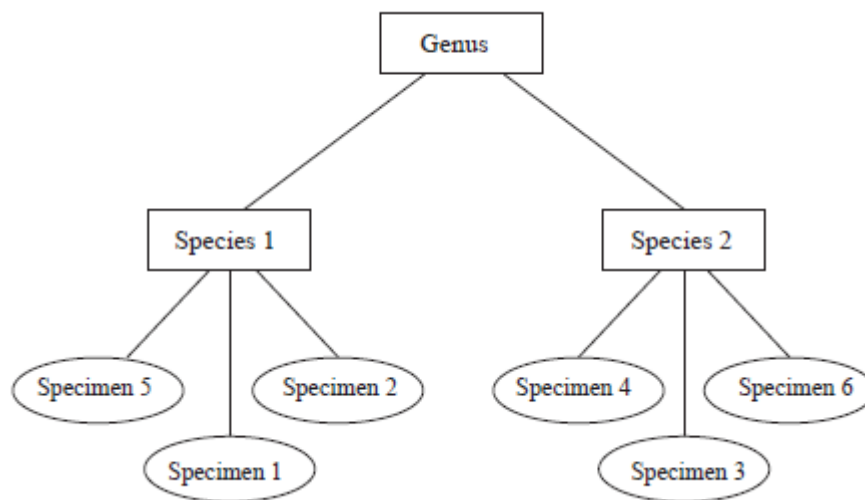 Genus
Species 1
Species 2
Specimen 5
Specimen 2
Specimen 4
Specimen 6
Specimen 1
Specimen 3